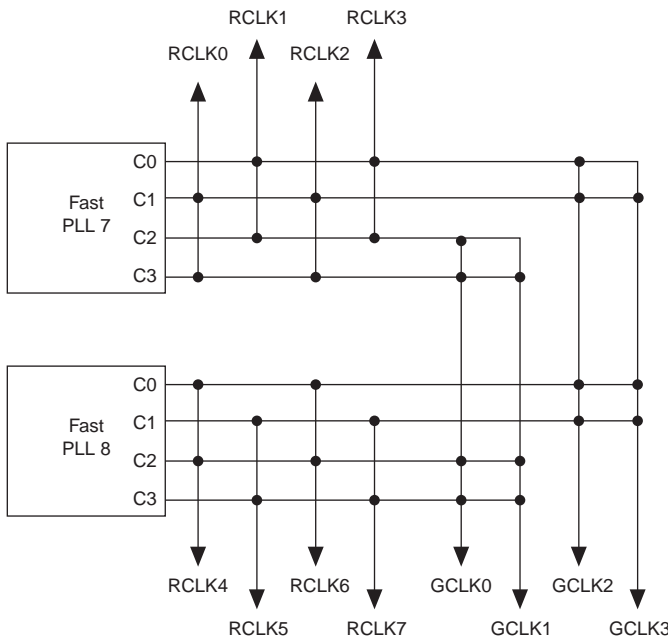 RCLK1 RCLK3
RCLK0 RCLK2
C0
C1
Fast
PLL 7
C2
C3
C0
C1
Fast
PLL 8
C2
C3
RCLK4 RCLK6 GCLK0 GCLK2
RCLK5 RCLK7 GCLK1 GCLK3